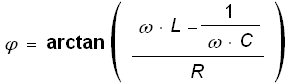 φ = arctan ( (ω · L − 1 / (ω · C)) / R )